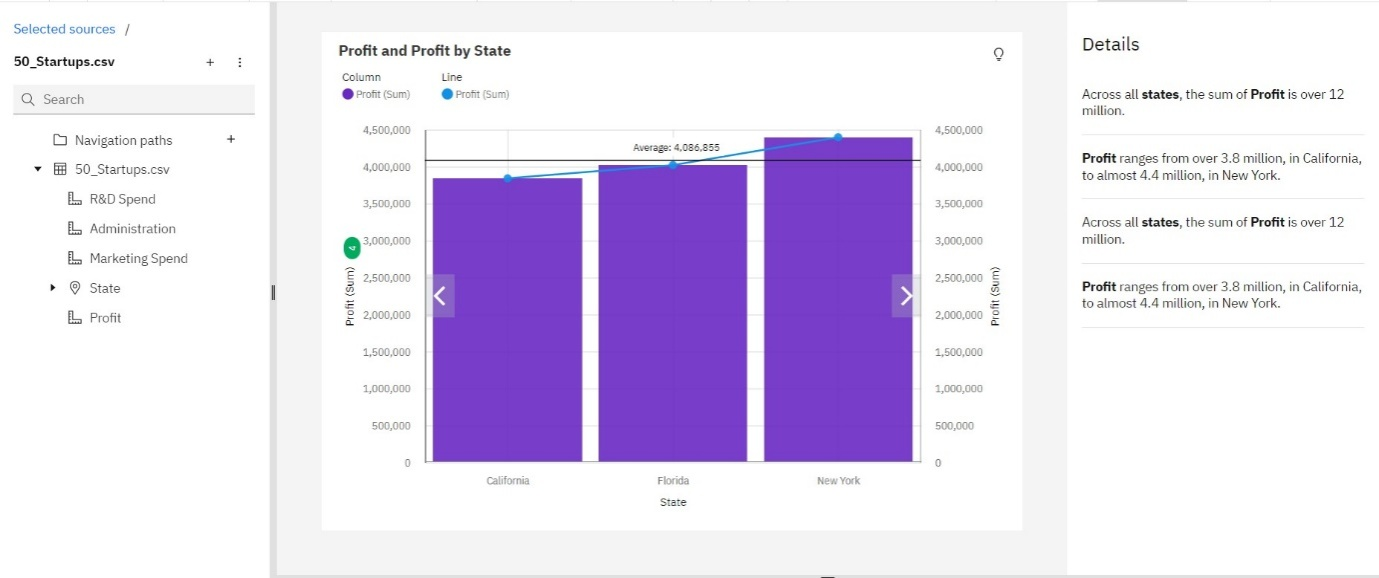 Selected sources /
50_Startups.csv
Search
Navigation paths
50_Startups.csv
R&D Spend
Administration
Marketing Spend
State
Profit
Profit and Profit by State
Column
Line
Profit (Sum)
Profit (Sum)
4,500,000
4,000,000
3,500,000
3,000,000
2,500,000
2,000,000
1,500,000
1,000,000
500,000
0
Profit (Sum)
Average: 4,086,855
4,500,000
4,000,000
3,500,000
3,000,000
2,500,000
2,000,000
1,500,000
1,000,000
500,000
0
Profit (Sum)
California
Florida
New York
State
Details
Across all states, the sum of Profit is over 12
million.
Profit ranges from over 3.8 million, in California,
to almost 4.4 million, in New York.
Across all states, the sum of Profit is over 12
million.
Profit ranges from over 3.8 million, in California,
to almost 4.4 million, in New York.